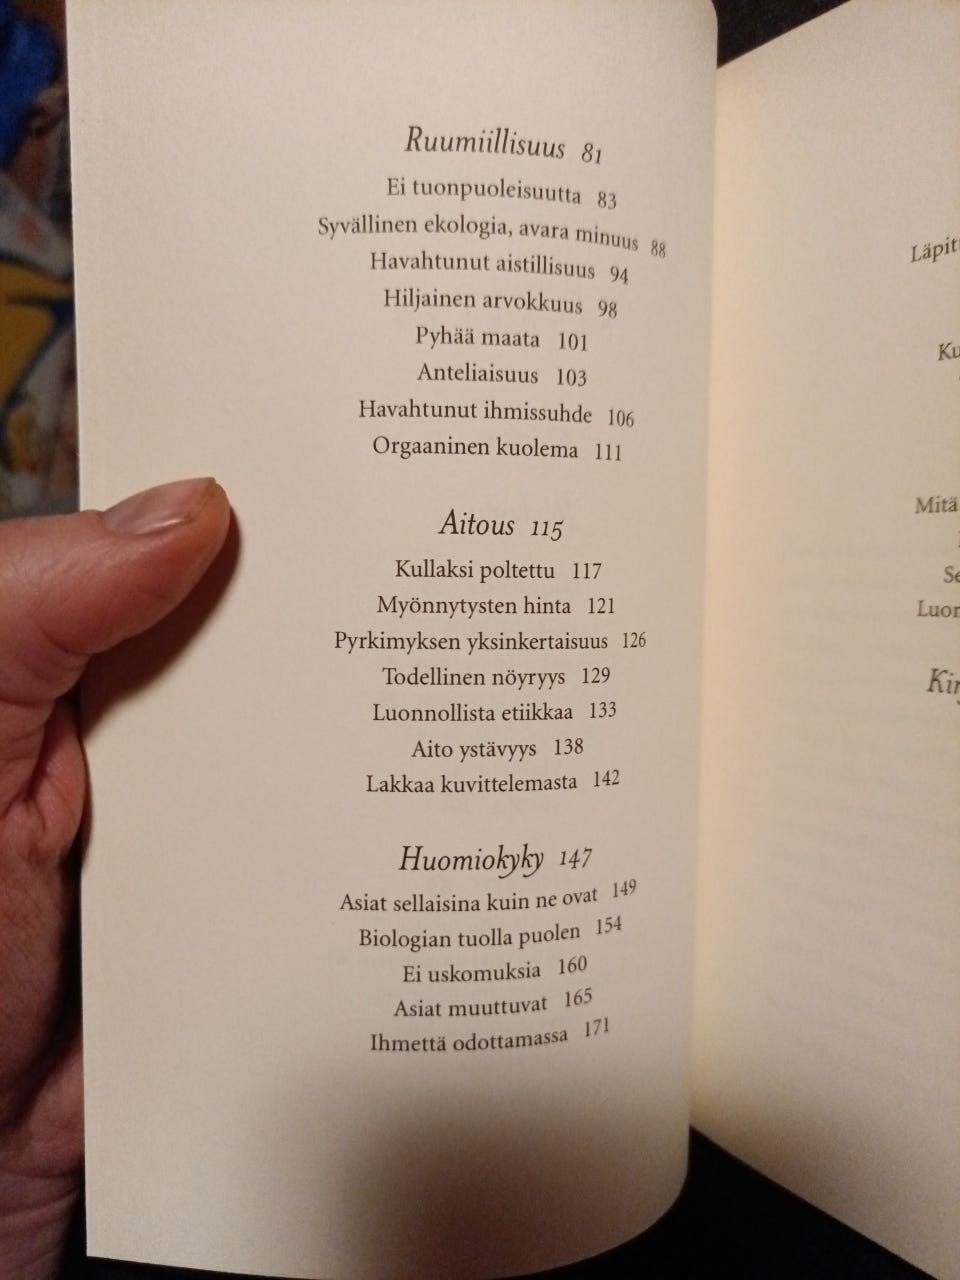 Ruumiillisuus 81
Ei tuonpuoleisuutta 83
Syvällinen ekologia, avara minuus 88
Havahtunut aistillisuus 94
Hiljainen arvokkuus 98
Pyhää maata 101
Anteliaisuus 103
Havahtunut ihmissuhde 106
Orgaaninen kuolema 111
Aitous 115
Kullaksi poltettu 117
Myönnytysten hinta 121
Pyrkimyksen yksinkertaisuus 126
Todellinen nöyryys 129
Luonnollista etiikkaa 133
Aito ystävyys 138
Lakkaa kuvittelemasta 142
Huomiokyky 147
Asiat sellaisina kuin ne ovat 149
Biologian tuolla puolen 154
Ei uskomuksia 160
Asiat muuttuvat 165
Ihmettä odottamassa 171
Mitä